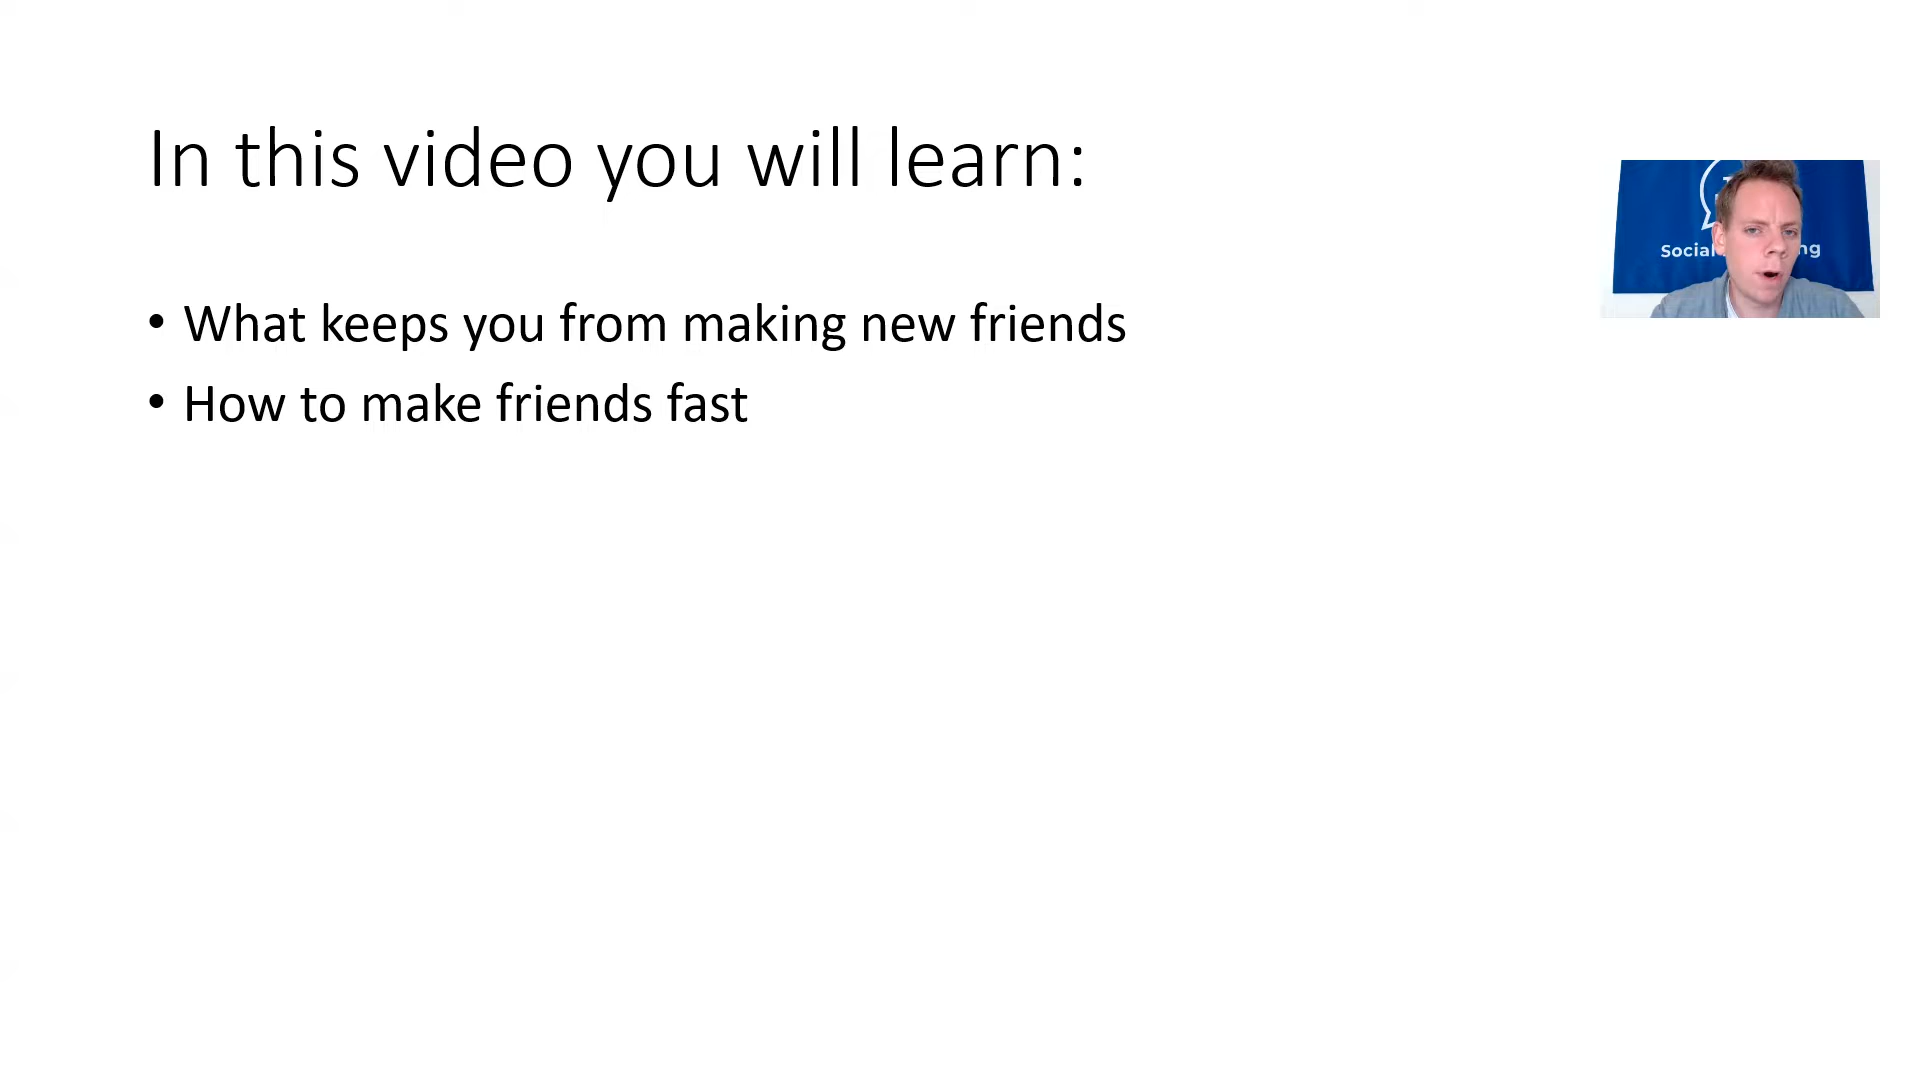 In this video you will learn:
• What keeps you from making new friends
• How to make friends fast
Social